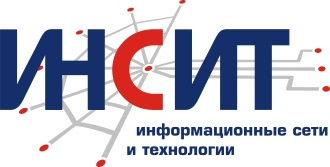 ИНСИТ
информационные сети
и технологии